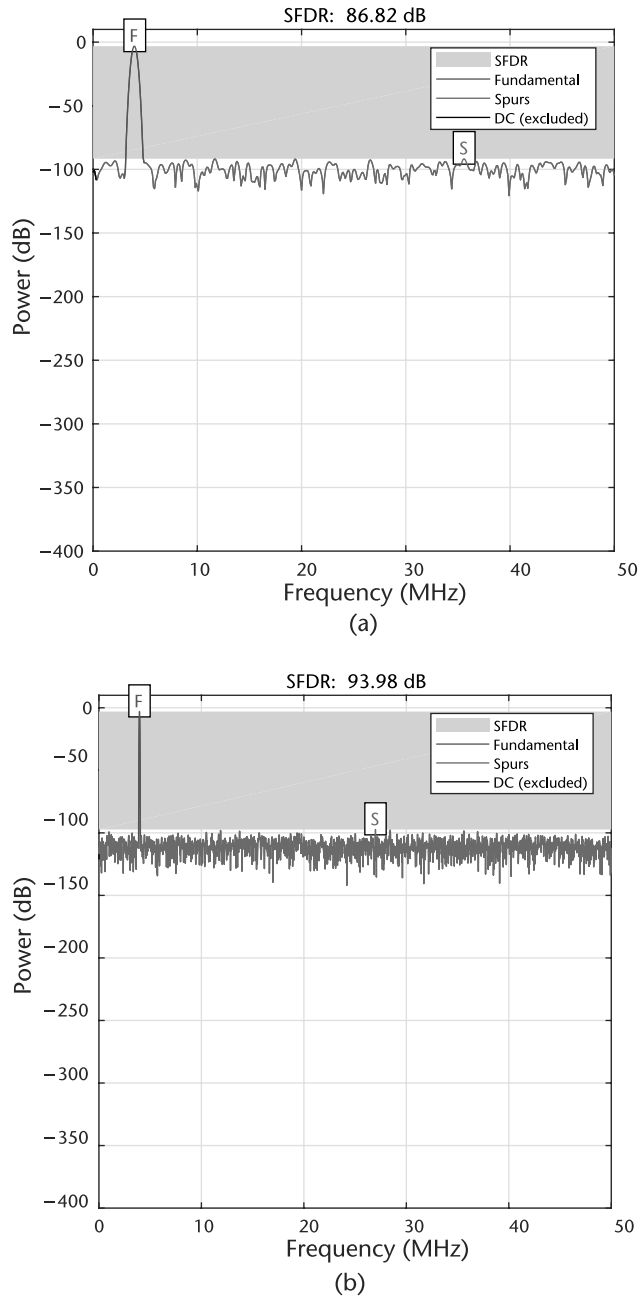 SFDR: 86.82 dB
F
SFDR
Fundamental
Spurs
DC (excluded)
S
0
−50
−100
−150
−200
−250
−300
−350
−400
Power (dB)
0 10 20 30 40 50
Frequency (MHz)
(a)
SFDR: 93.98 dB
F
SFDR
Fundamental
Spurs
DC (excluded)
S
0
−50
−100
−150
−200
−250
−300
−350
−400
Power (dB)
0 10 20 30 40 50
Frequency (MHz)
(b)